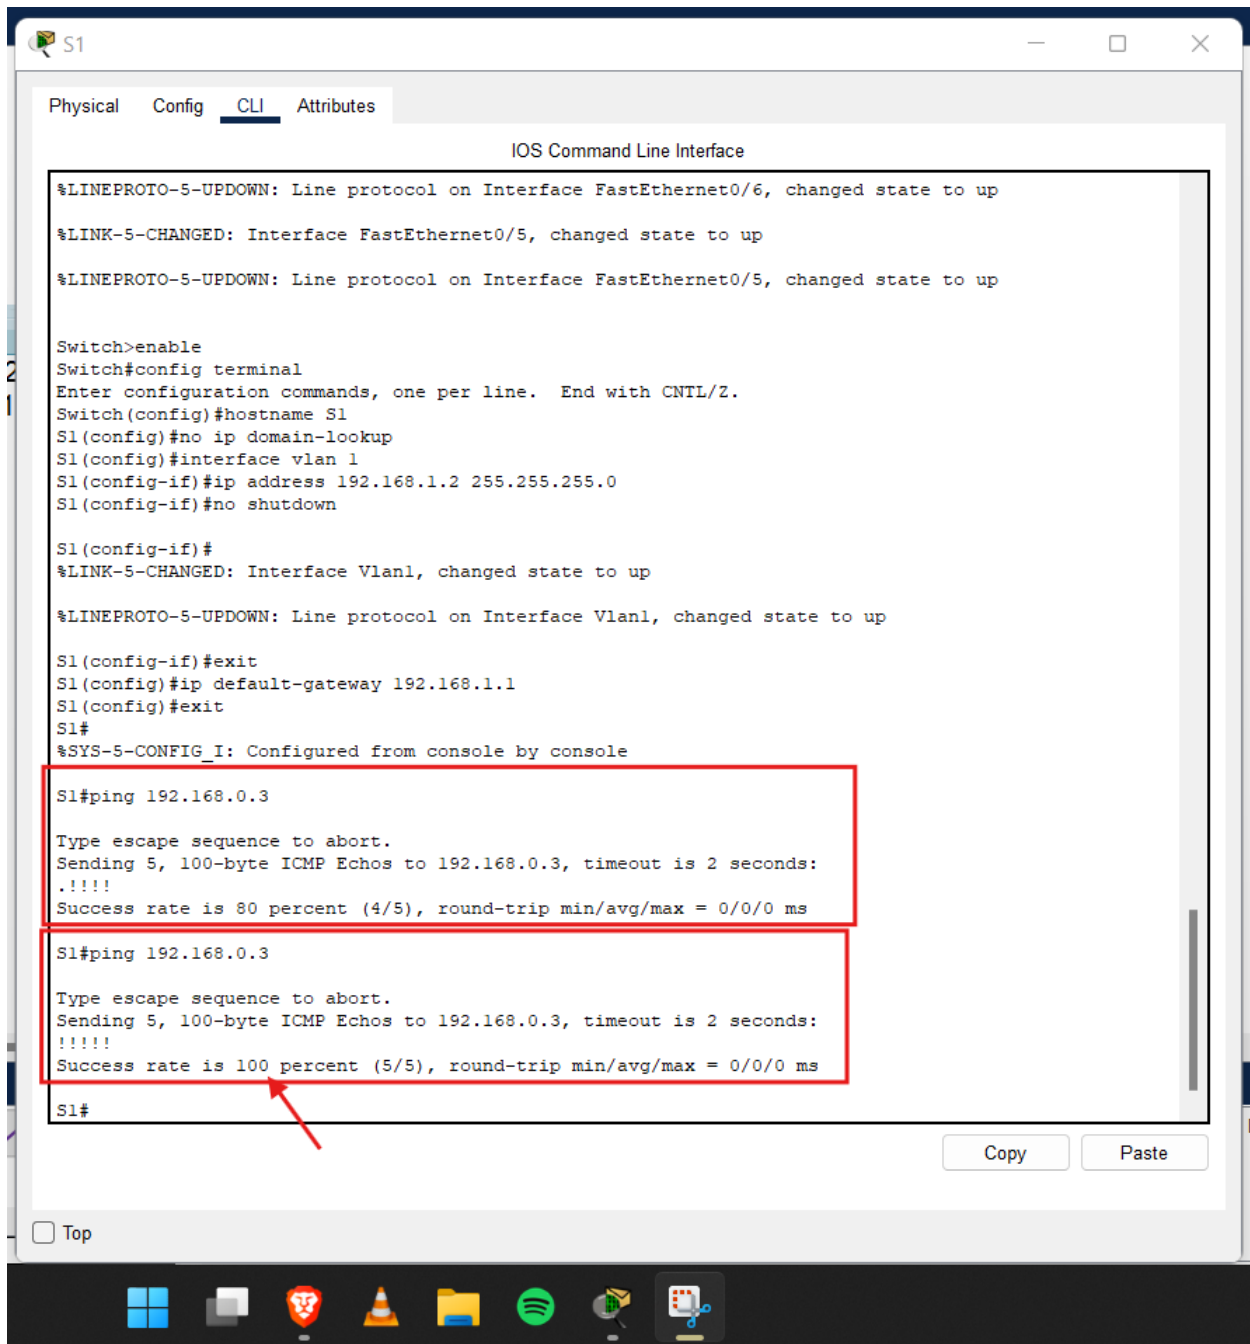 S1
Physical Config CLI Attributes
IOS Command Line Interface
%LINEPROTO-5-UPDOWN: Line protocol on Interface FastEthernet0/6, changed state to up
%LINK-5-CHANGED: Interface FastEthernet0/5, changed state to up
%LINEPROTO-5-UPDOWN: Line protocol on Interface FastEthernet0/5, changed state to up
Switch>enable
Switch#config terminal
Enter configuration commands, one per line.  End with CNTL/Z.
Switch(config)#hostname S1
S1(config)#no ip domain-lookup
S1(config)#interface vlan 1
S1(config-if)#ip address 192.168.1.2 255.255.255.0
S1(config-if)#no shutdown
S1(config-if)#
%LINK-5-CHANGED: Interface Vlan1, changed state to up
%LINEPROTO-5-UPDOWN: Line protocol on Interface Vlan1, changed state to up
S1(config-if)#exit
S1(config)#ip default-gateway 192.168.1.1
S1(config)#exit
S1#
%SYS-5-CONFIG_I: Configured from console by console
S1#ping 192.168.0.3
Type escape sequence to abort.
Sending 5, 100-byte ICMP Echos to 192.168.0.3, timeout is 2 seconds:
.!!!!
Success rate is 80 percent (4/5), round-trip min/avg/max = 0/0/0 ms
S1#ping 192.168.0.3
Type escape sequence to abort.
Sending 5, 100-byte ICMP Echos to 192.168.0.3, timeout is 2 seconds:
!!!!!
Success rate is 100 percent (5/5), round-trip min/avg/max = 0/0/0 ms
S1#
Copy Paste
Top